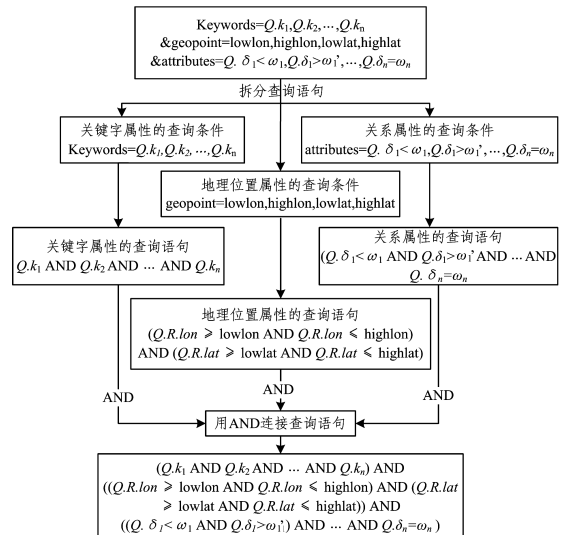 Keywords=Q.k₁,Q.k₂,…,Q.kₙ
&geopoint=lowlon,highlon,lowlat,highlat
&attributes=Q. δ₁< ω₁,Q.δ₁>ω₁’,…,Q.δₙ=ωₙ
拆分查询语句
关键字属性的查询条件
Keywords=Q.k₁,Q.k₂,…,Q.kₙ
关系属性的查询条件
attributes=Q. δ₁< ω₁,Q.δ₁>ω₁’,…,Q.δₙ=ωₙ
地理位置属性的查询条件
geopoint=lowlon,highlon,lowlat,highlat
关键字属性的查询语句
Q.k₁ AND Q.k₂ AND … AND Q.kₙ
关系属性的查询语句
(Q. δ₁< ω₁ AND Q.δ₁>ω₁’AND …AND
Q. δₙ=ωₙ
地理位置属性的查询语句
(Q.R.lon ⩾ lowlon AND Q.R.lon ⩽ highlon)
AND (Q.R.lat ⩾ lowlat AND Q.R.lat ⩽ highlat)
AND
AND
AND
用AND连接查询语句
(Q.k₁ AND Q.k₂ AND … AND Q.kₙ) AND
((Q.R.lon ⩾ lowlon AND Q.R.lon ⩽ highlon) AND (Q.R.lat
⩾ lowlat AND Q.R.lat ⩽ highlat)) AND
((Q. δ₁< ω₁ AND Q.δ₁>ω₁’) AND … AND Q.δₙ=ωₙ )